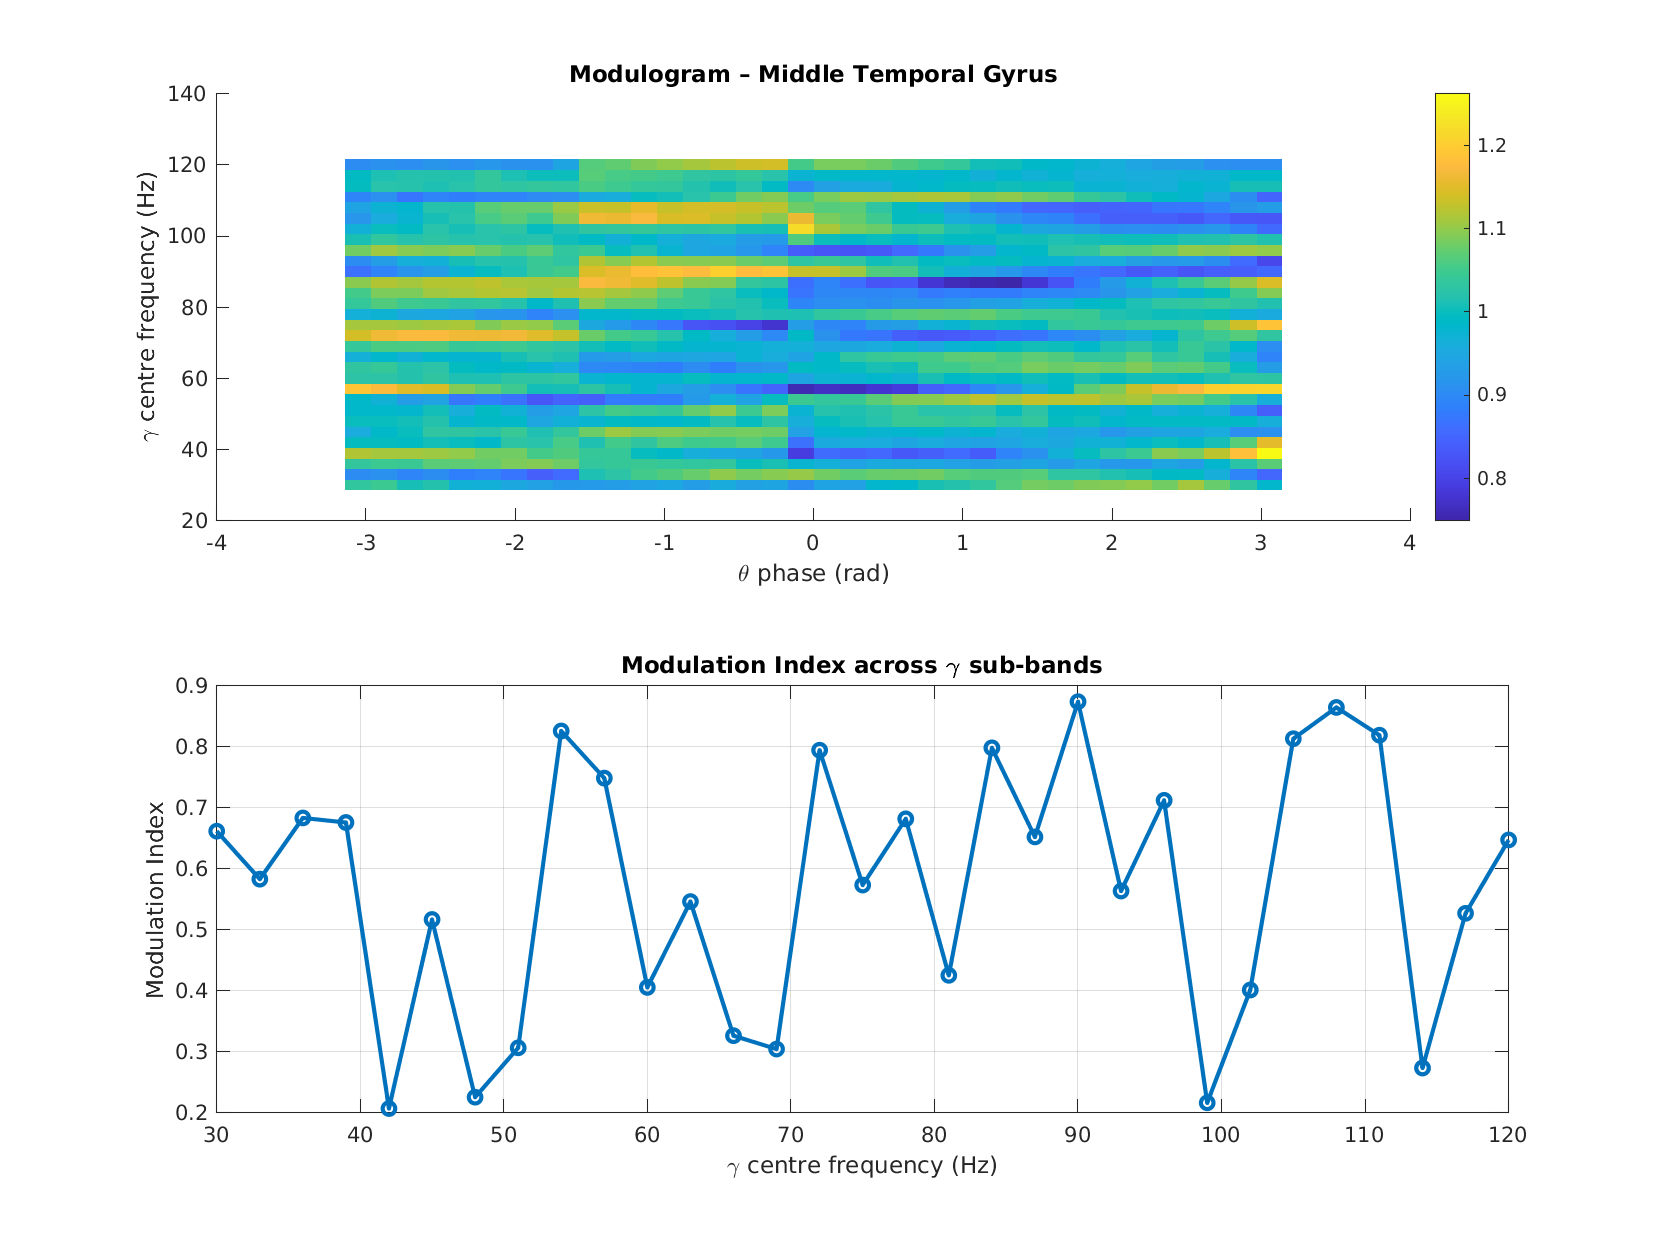 Modulogram – Middle Temporal Gyrus
140
120
100
80
60
40
20
γ centre frequency (Hz)
-4 -3 -2 -1 0 1 2 3 4
θ phase (rad)
1.2
1.1
1
0.9
0.8
Modulation Index across γ sub-bands
0.9
0.8
0.7
0.6
0.5
0.4
0.3
0.2
Modulation Index
30 40 50 60 70 80 90 100 110 120
γ centre frequency (Hz)